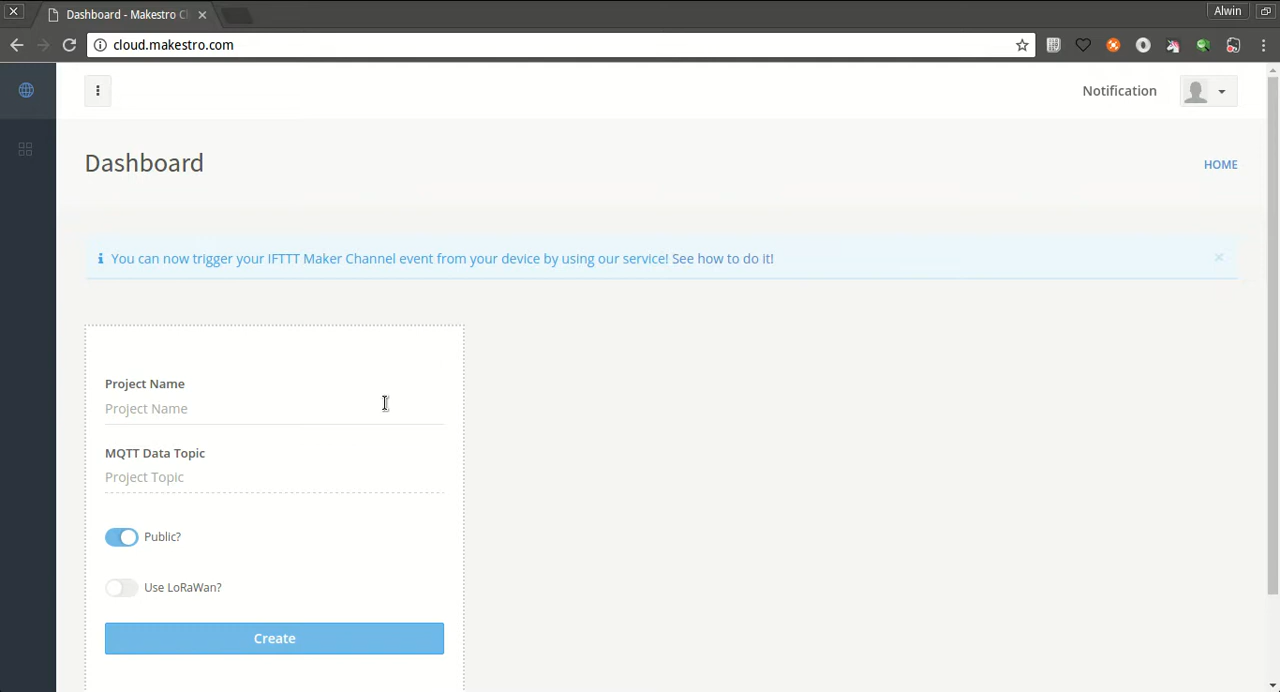 Dashboard - Makestro Cl
Alwin
cloud.makestro.com
Notification
Dashboard
HOME
You can now trigger your IFTTT Maker Channel event from your device by using our service! See how to do it!
Project Name
Project Name
MQTT Data Topic
Project Topic
Public?
Use LoRaWan?
Create